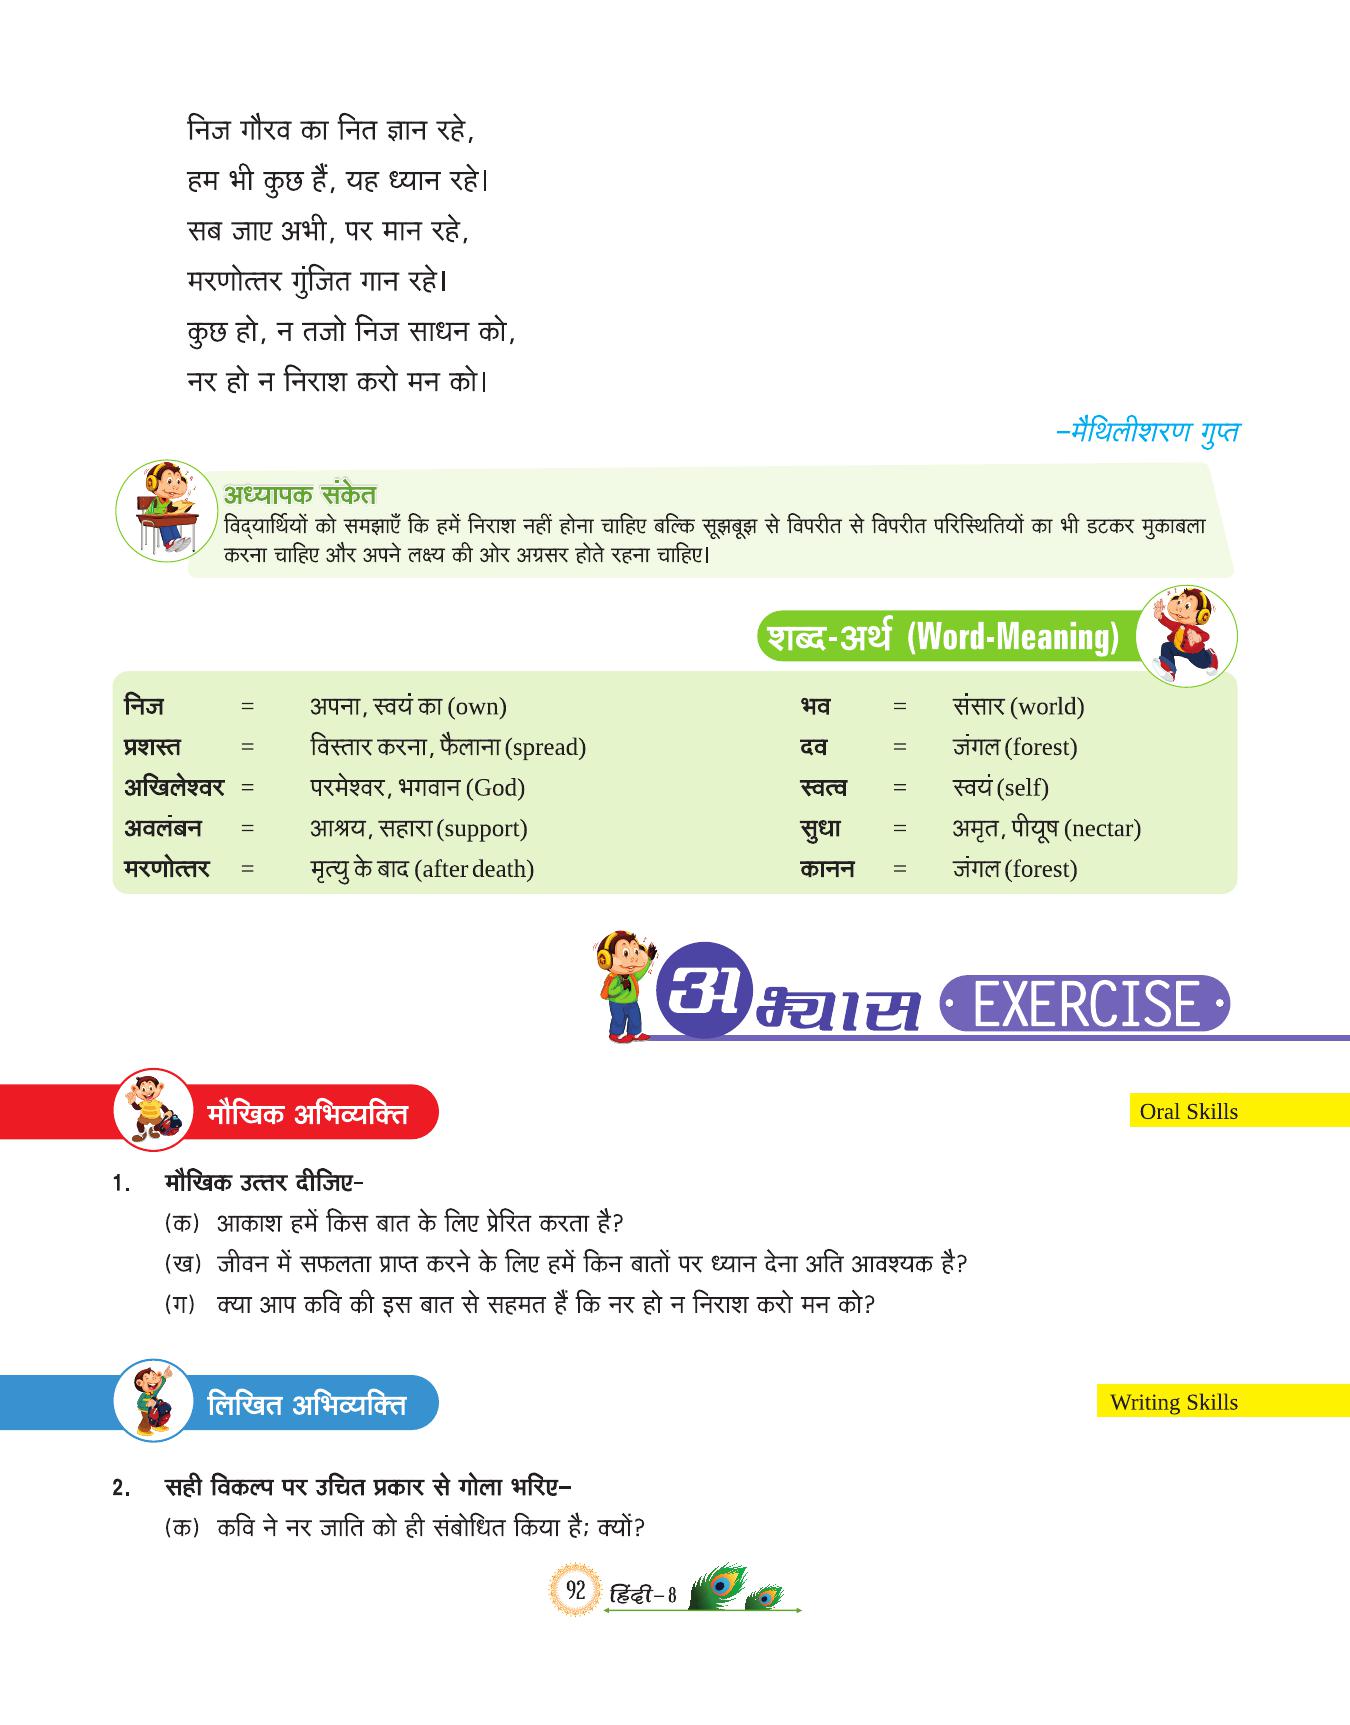 निज गौरव का नित ज्ञान रहे,
हम भी कुछ हैं, यह ध्यान रहे।
सब जाए अभी, पर मान रहे,
मरणोत्तर गुंजित गान रहे।
कुछ हो, न तजो निज साधन को,
नर हो न निराश करो मन को।
–मैथिलीशरण गुप्त
अध्यापक संकेत
विद्यार्थियों को समझाएँ कि हमें निराश नहीं होना चाहिए बल्कि सूझबूझ से विपरीत से विपरीत परिस्थितियों का भी डटकर मुकाबला
करना चाहिए और अपने लक्ष्य की ओर अग्रसर होते रहना चाहिए।
शब्द-अर्थ (Word-Meaning)
निज = अपना, स्वयं का (own) भव = संसार (world)
प्रशस्त = विस्तार करना, फैलाना (spread) दव = जंगल (forest)
अखिलेश्वर = परमेश्वर, भगवान (God) स्वत्व = स्वयं (self)
अवलंबन = आश्रय, सहारा (support) सुधा = अमृत, पीयूष (nectar)
मरणोत्तर = मृत्यु के बाद (after death) कानन = जंगल (forest)
अभ्यास EXERCISE
मौखिक अभिव्यक्ति Oral Skills
1. मौखिक उत्तर दीजिए–
(क) आकाश हमें किस बात के लिए प्रेरित करता है?
(ख) जीवन में सफलता प्राप्त करने के लिए हमें किन बातों पर ध्यान देना अति आवश्यक है?
(ग) क्या आप कवि की इस बात से सहमत हैं कि नर हो न निराश करो मन को?
लिखित अभिव्यक्ति Writing Skills
2. सही विकल्प पर उचित प्रकार से गोला भरिए–
(क) कवि ने नर जाति को ही संबोधित किया है; क्यों?
92 हिंदी–8